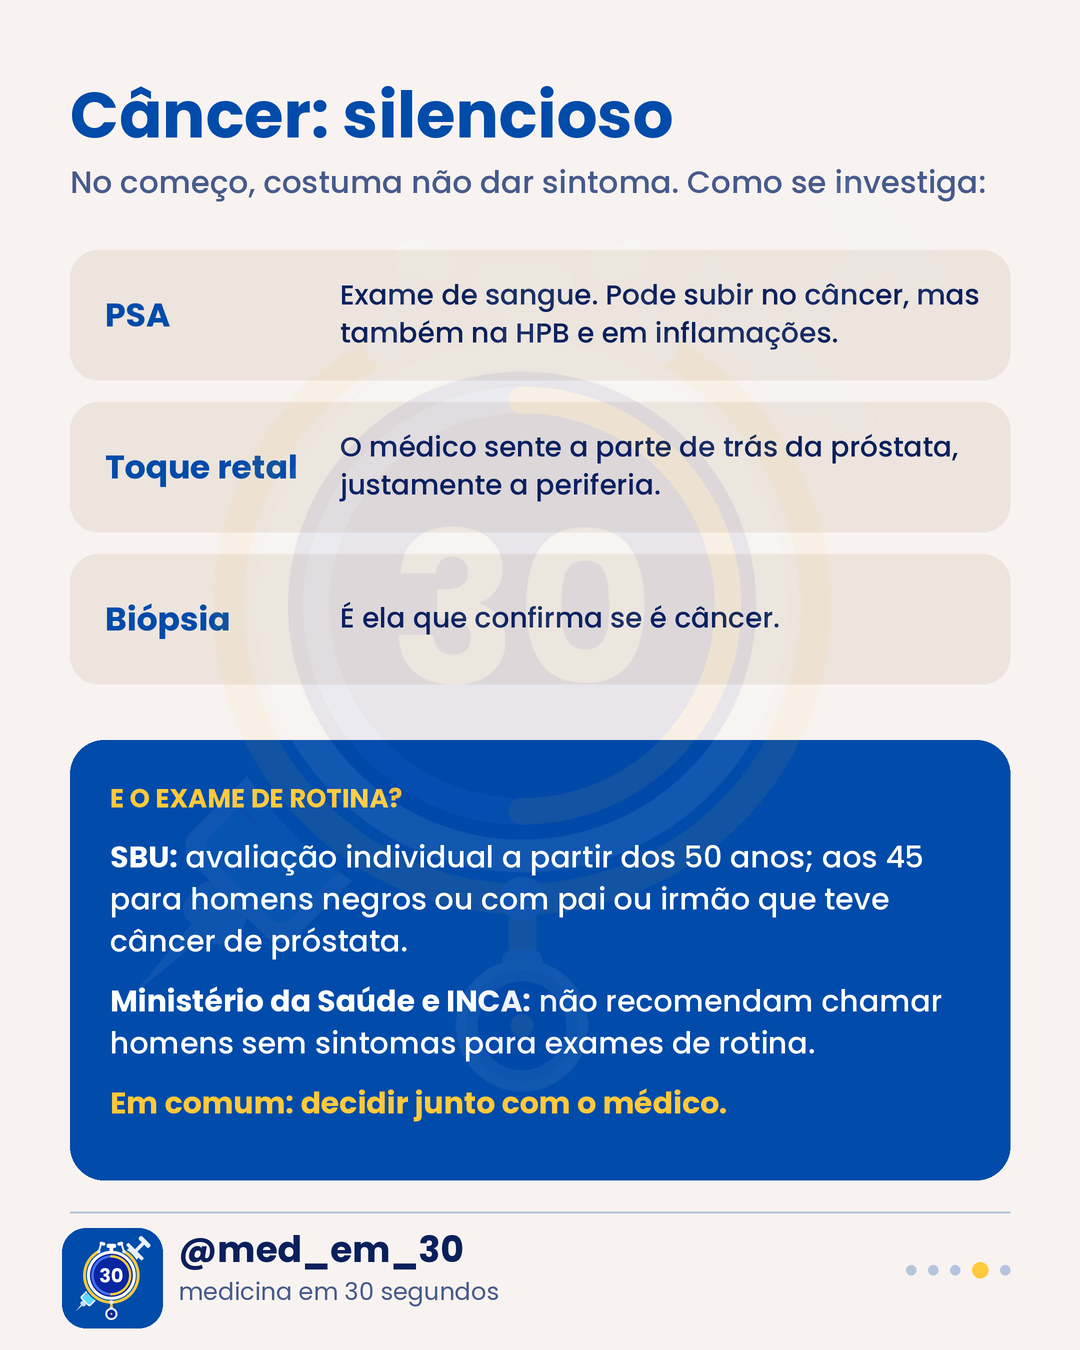 Câncer: silencioso
No começo, costuma não dar sintoma. Como se investiga:
PSA
Exame de sangue. Pode subir no câncer, mas
também na HPB e em inflamações.
Toque retal
O médico sente a parte de trás da próstata,
justamente a periferia.
Biópsia
É ela que confirma se é câncer.
30
E O EXAME DE ROTINA?
SBU: avaliação individual a partir dos 50 anos; aos 45
para homens negros ou com pai ou irmão que teve
câncer de próstata.
Ministério da Saúde e INCA: não recomendam chamar
homens sem sintomas para exames de rotina.
Em comum: decidir junto com o médico.
30
@med_em_30
medicina em 30 segundos